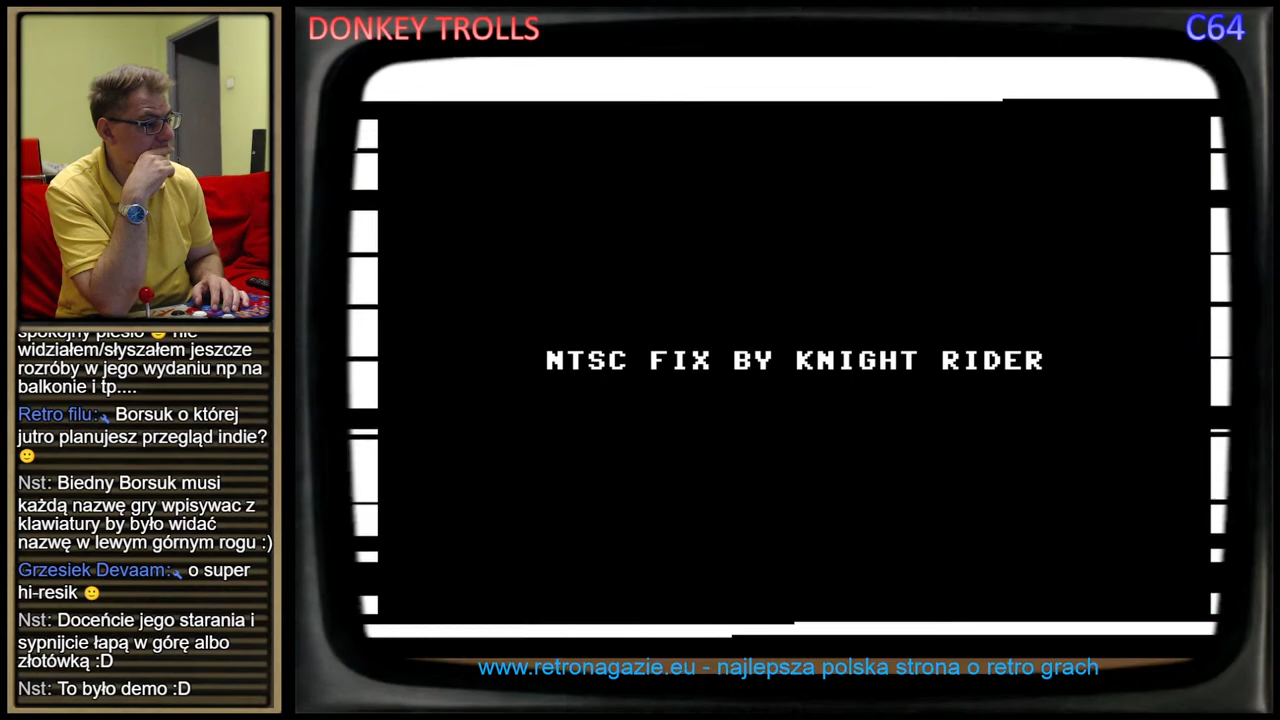 DONKEY TROLLS
C64
NTSC FIX BY KNIGHT RIDER
widziałem/słyszałem jeszcze
rozróby w jego wydaniu np na
balkonie i tp....
Retro filu: Borsuk o której
jutro planujesz przegląd indie?
🙂
Nst: Biedny Borsuk musi
każdą nazwę gry wpisywac z
klawiatury by było widać
nazwę w lewym górnym rogu :)
Grzesiek Devaam: o super
hi-resik 🙂
Nst: Doceńcie jego starania i
sypnijcie łapą w górę albo
złotówką :D
Nst: To było demo :D
www.retronagazie.eu - najlepsza polska strona o retro grach